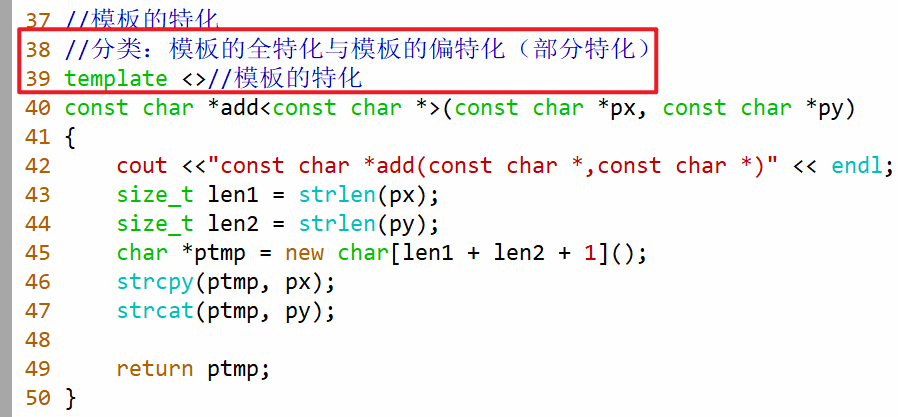 37 //模板的特化
38 //分类：模板的全特化与模板的偏特化（部分特化）
39 template <>//模板的特化
40 const char *add<const char *>(const char *px, const char *py)
41 {
42     cout <<"const char *add(const char *,const char *)" << endl;
43     size_t len1 = strlen(px);
44     size_t len2 = strlen(py);
45     char *ptmp = new char[len1 + len2 + 1]();
46     strcpy(ptmp, px);
47     strcat(ptmp, py);
48
49     return ptmp;
50 }